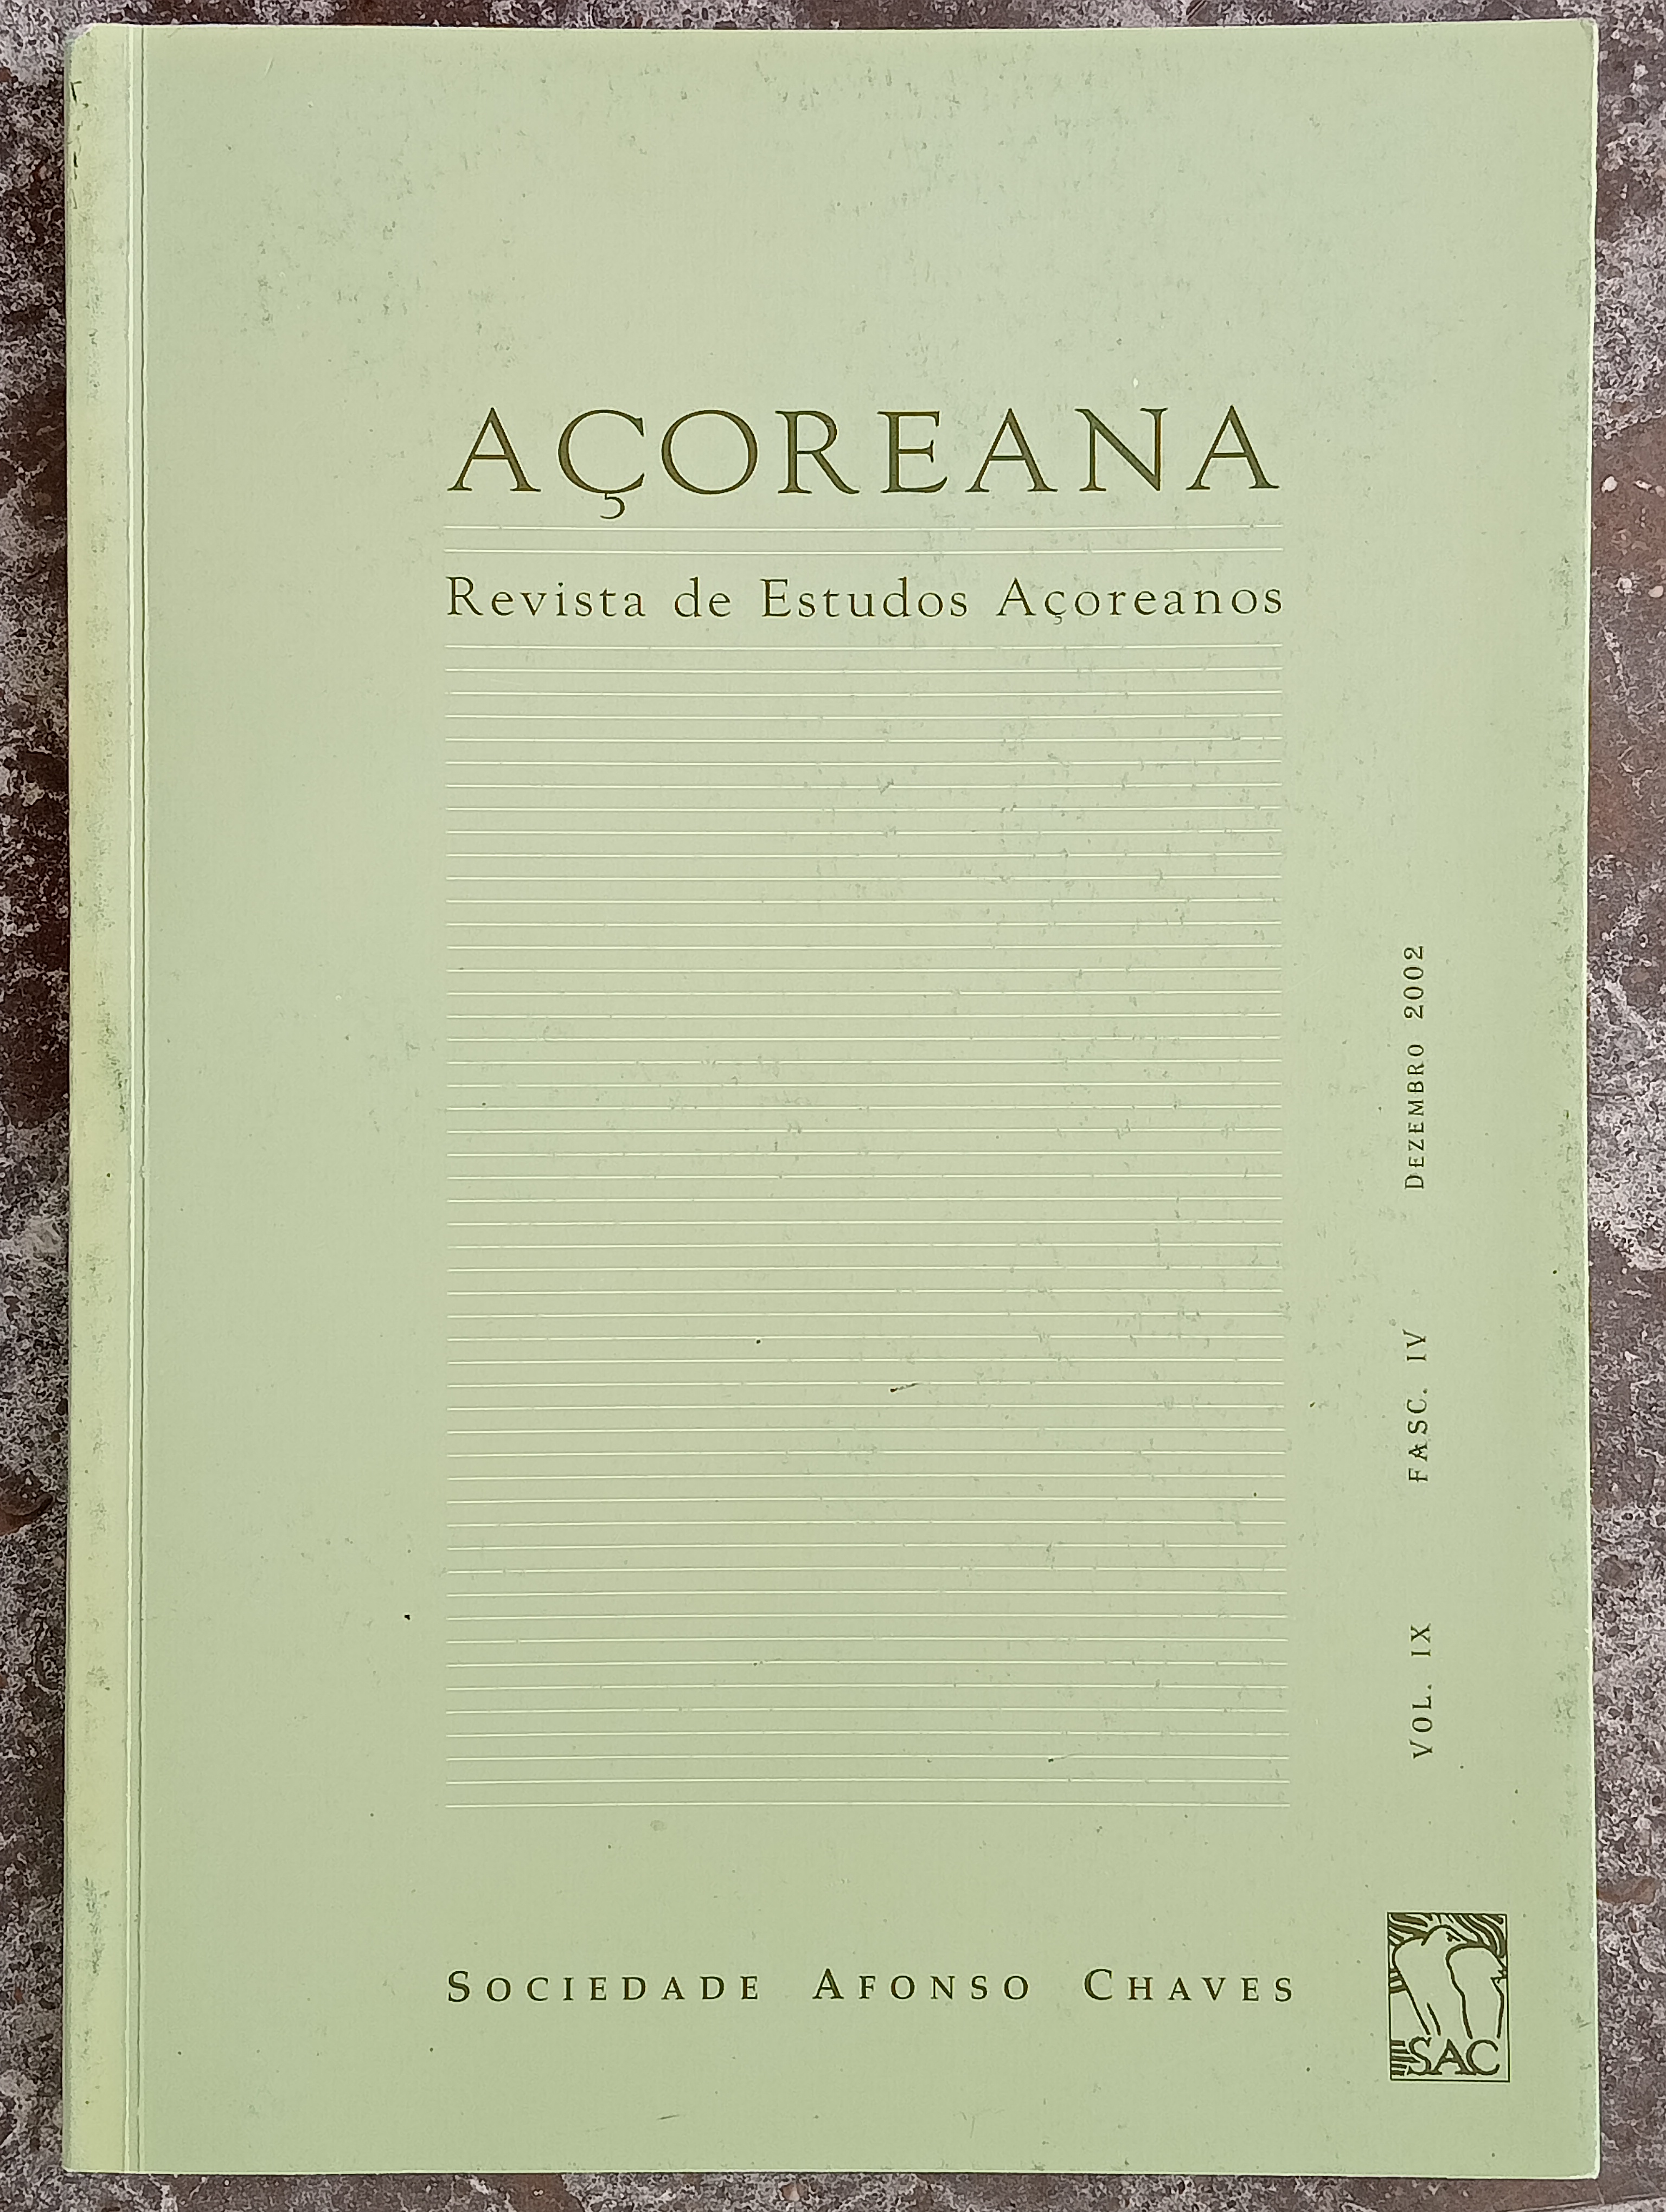 AÇOREANA
Revista de Estudos Açoreanos
VOL. IX FASC. IV DEZEMBRO 2002
SOCIEDADE AFONSO CHAVES
SAC